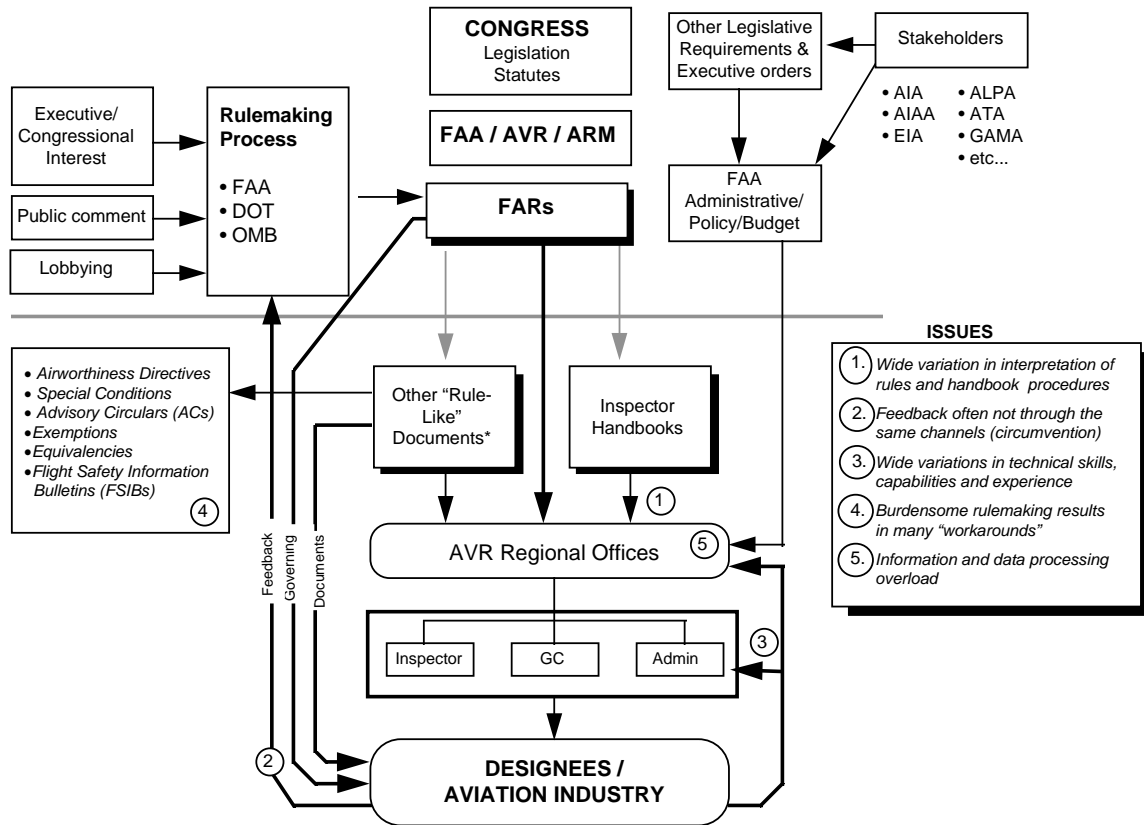 CONGRESS
Legislation
Statutes
Other Legislative
Requirements &
Executive orders
Stakeholders
• AIA
• AIAA
• EIA
• ALPA
• ATA
• GAMA
• etc...
Executive/
Congressional
Interest
Public comment
Lobbying
Rulemaking
Process
• FAA
• DOT
• OMB
FAA / AVR / ARM
FARs
FAA
Administrative/
Policy/Budget
• Airworthiness Directives
• Special Conditions
• Advisory Circulars (ACs)
• Exemptions
• Equivalencies
• Flight Safety Information
Bulletins (FSIBs)
4
Other “Rule-
Like”
Documents*
Inspector
Handbooks
1
ISSUES
1. Wide variation in interpretation of
rules and handbook procedures
2. Feedback often not through the
same channels (circumvention)
3. Wide variations in technical skills,
capabilities and experience
4. Burdensome rulemaking results
in many “workarounds”
5. Information and data processing
overload
Feedback
Governing
Documents
AVR Regional Offices
5
Inspector
GC
Admin
3
2
DESIGNEES /
AVIATION INDUSTRY